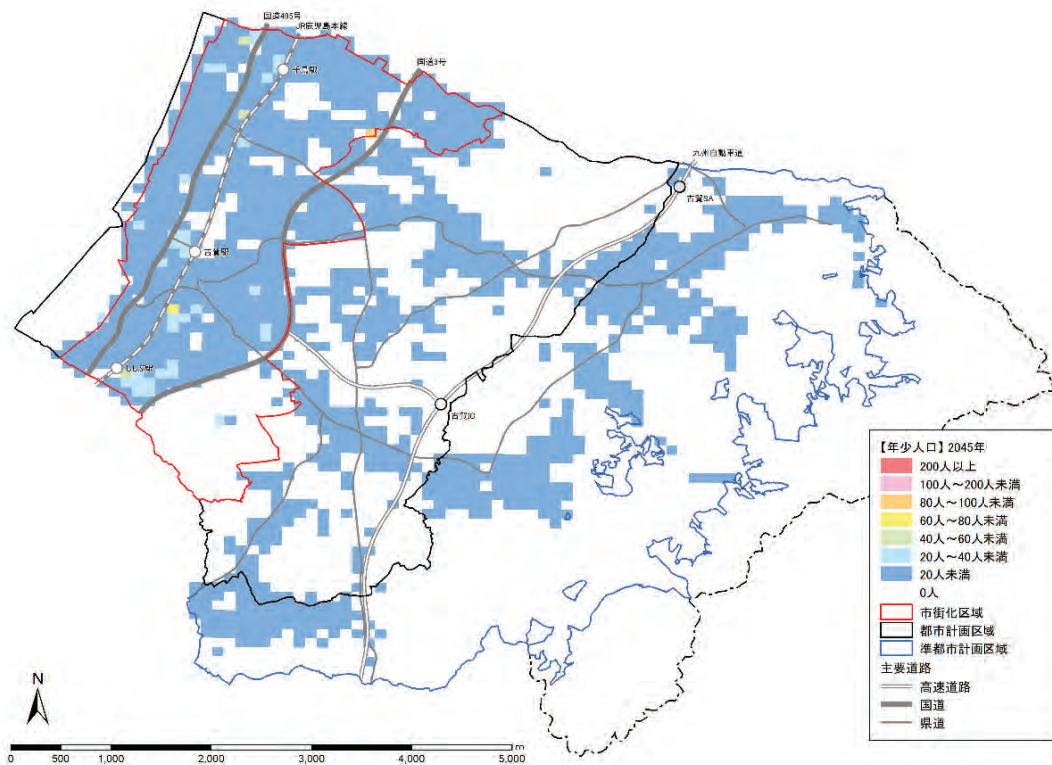 国道495号
JR鹿児島本線
千鳥駅
国道3号
九州自動車道
古賀SA
古賀駅
ししぶ駅
古賀IC
【年少人口】2045年
200人以上
100人～200人未満
80人～100人未満
60人～80人未満
40人～60人未満
20人～40人未満
20人未満
0人
市街化区域
都市計画区域
準都市計画区域
主要道路
高速道路
国道
県道
N
m
0 500 1,000 2,000 3,000 4,000 5,000